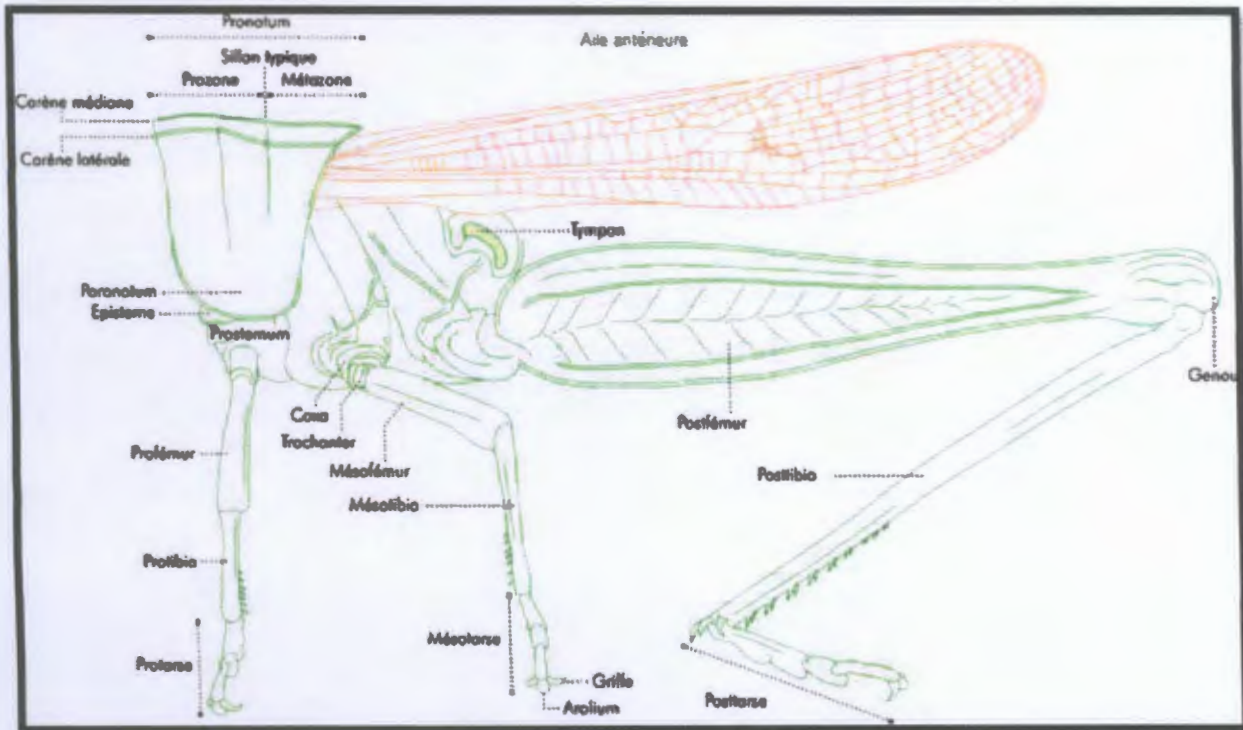 Pronotum
Aile antérieure
Sillon typique
Prozone
Métazone
Carène médiane
Carène latérale
Tympan
Paranotum
Episterne
Prosternum
Genou
Coxa
Trochanter
Mésofémur
Postfémur
Profémur
Posttibia
Mésotibia
Protibia
Mésotarse
Protarse
Griffe
Arolium
Posttarse